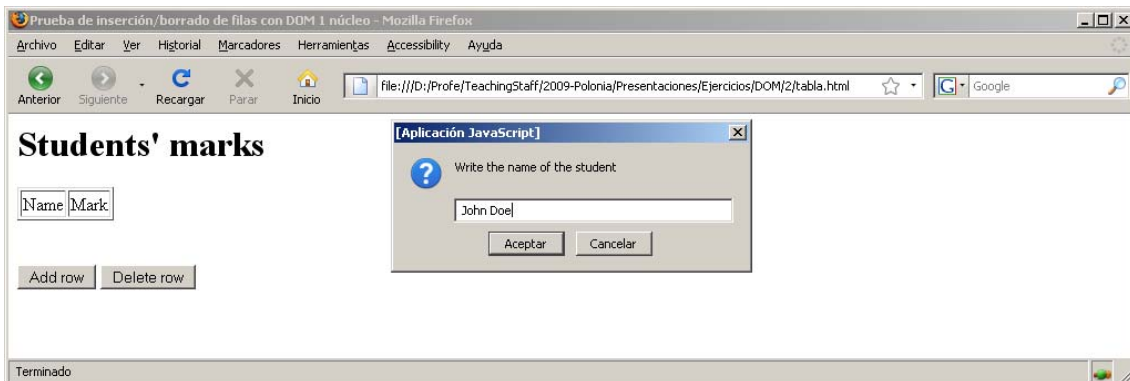 Prueba de inserción/borrado de filas con DOM 1 núcleo - Mozilla Firefox
Archivo Editar Ver Historial Marcadores Herramientas Accessibility Ayuda
Anterior Siguiente Recargar Parar Inicio
file:///D:/Profe/TeachingStaff/2009-Polonia/Presentaciones/Ejercicios/DOM/2/tabla.html
G Google
Students' marks
Name Mark
Add row Delete row
[Aplicación JavaScript]
Write the name of the student
John Doe
Aceptar Cancelar
Terminado